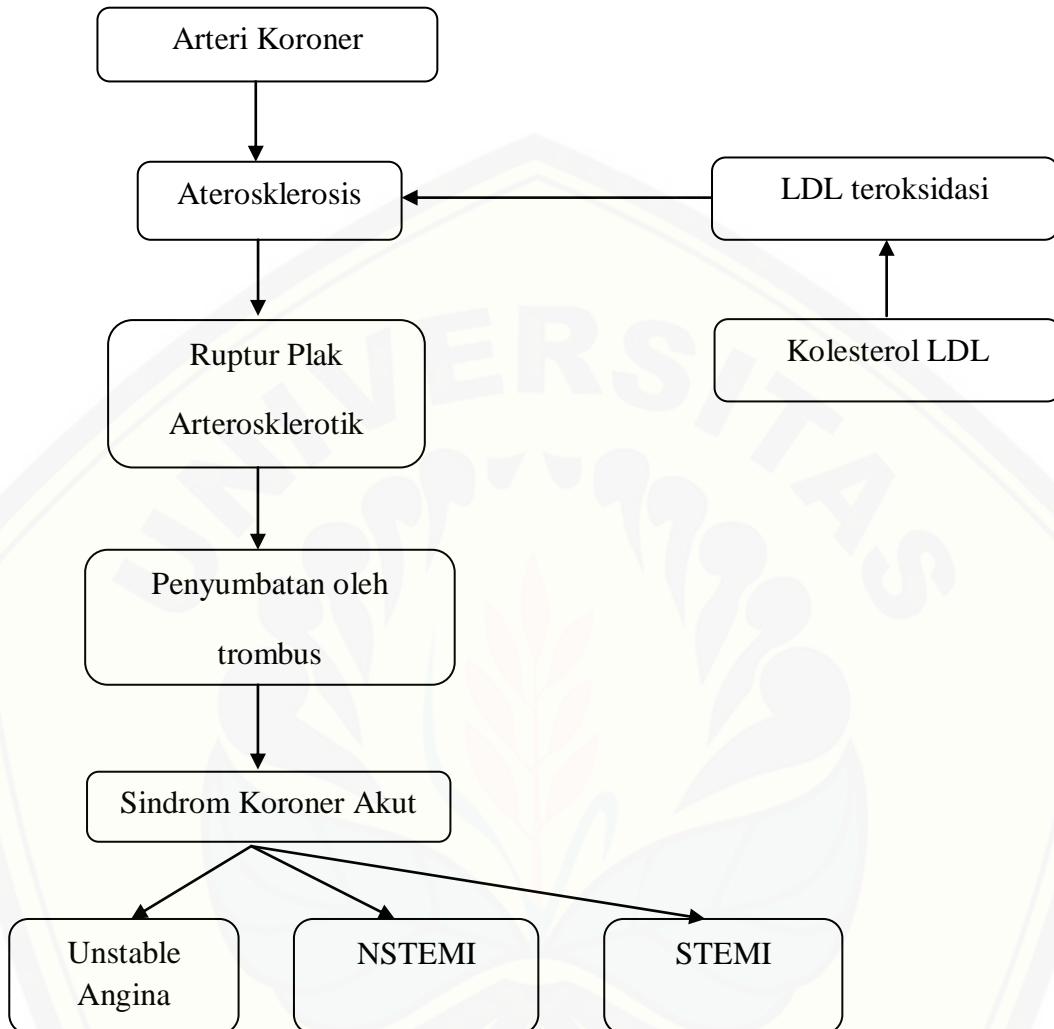 Arteri Koroner
Aterosklerosis
LDL teroksidasi
Ruptur Plak
Arterosklerotik
Kolesterol LDL
UNIVERSITAS
Penyumbatan oleh
trombus
Sindrom Koroner Akut
Unstable
Angina
NSTEMI
STEMI